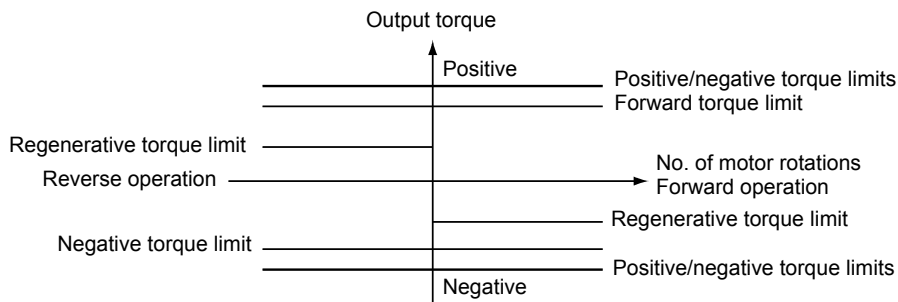 Output torque
Positive
Positive/negative torque limits
Forward torque limit
Regenerative torque limit
No. of motor rotations
Reverse operation
Forward operation
Regenerative torque limit
Negative torque limit
Positive/negative torque limits
Negative